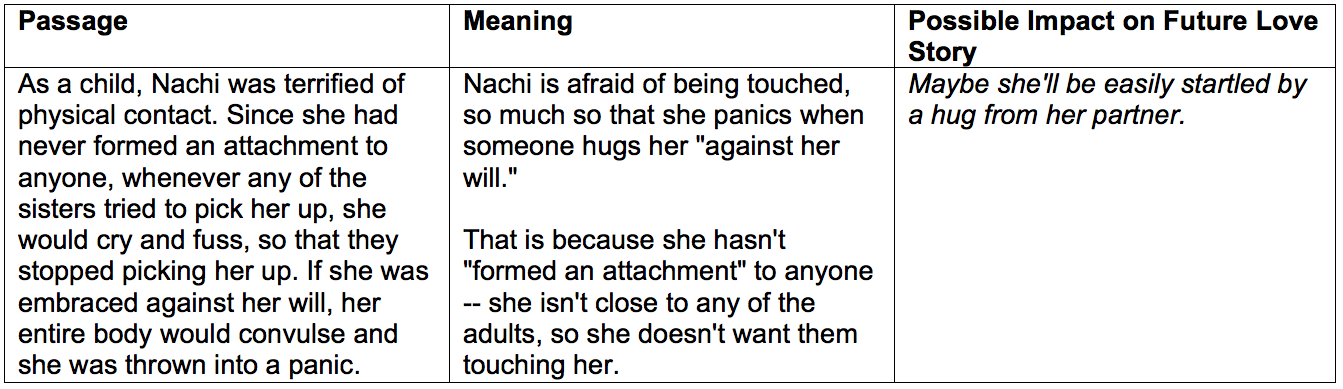 Passage
Meaning
Possible Impact on Future Love
Story
As a child, Nachi was terrified of
physical contact. Since she had
never formed an attachment to
anyone, whenever any of the
sisters tried to pick her up, she
would cry and fuss, so that they
stopped picking her up. If she was
embraced against her will, her
entire body would convulse and
she was thrown into a panic.
Nachi is afraid of being touched,
so much so that she panics when
someone hugs her "against her
will."
That is because she hasn't
"formed an attachment" to anyone
-- she isn't close to any of the
adults, so she doesn't want them
touching her.
Maybe she'll be easily startled by
a hug from her partner.